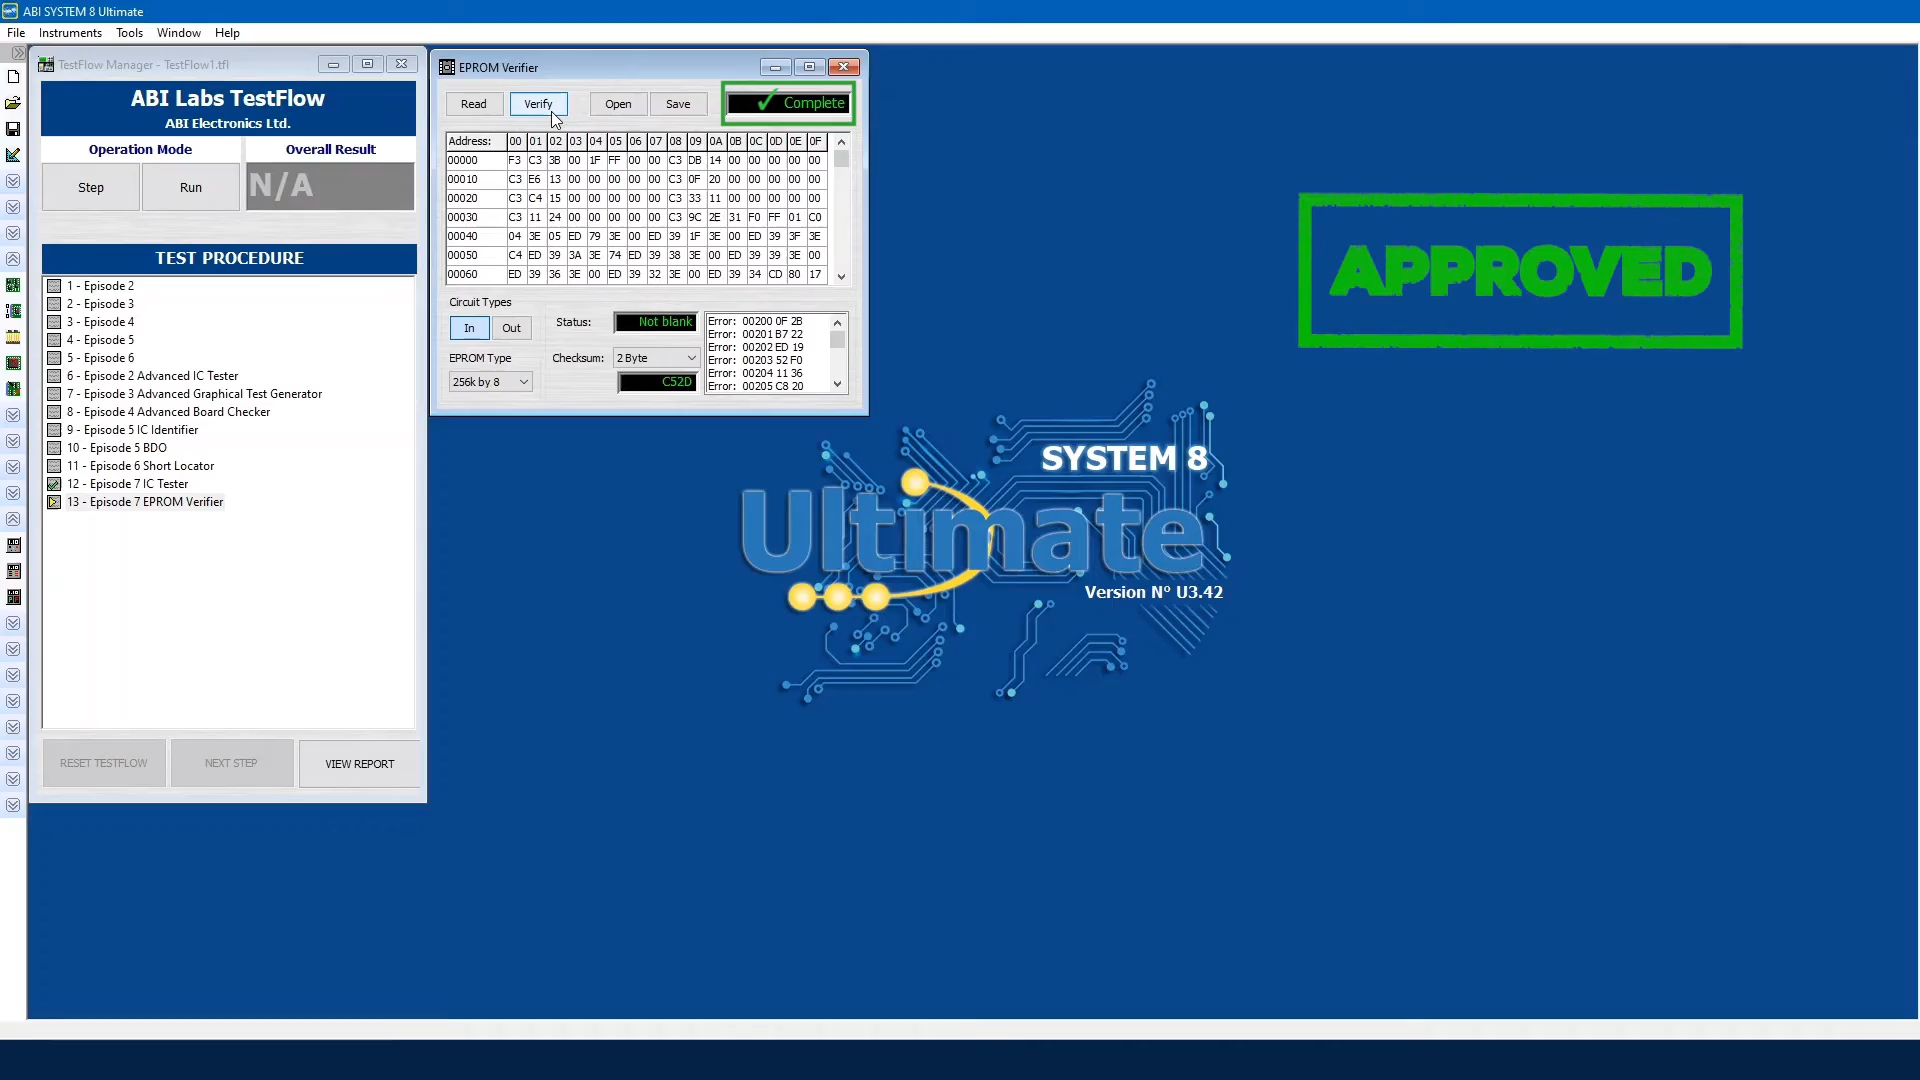 ABI SYSTEM 8 Ultimate
File Instruments Tools Window Help
TestFlow Manager - TestFlow1.tfl
ABI Labs TestFlow
ABI Electronics Ltd.
Operation Mode Overall Result
Step Run N/A
TEST PROCEDURE
1 - Episode 2
2 - Episode 3
3 - Episode 4
4 - Episode 5
5 - Episode 6
6 - Episode 2 Advanced IC Tester
7 - Episode 3 Advanced Graphical Test Generator
8 - Episode 4 Advanced Board Checker
9 - Episode 5 IC Identifier
10 - Episode 5 BDO
11 - Episode 6 Short Locator
12 - Episode 7 IC Tester
13 - Episode 7 EPROM Verifier
RESET TESTFLOW NEXT STEP VIEW REPORT
EPROM Verifier
Read Verify Open Save Complete
Address: 00 01 02 03 04 05 06 07 08 09 0A 0B 0C 0D 0E 0F
00000 F3 C3 3B 00 1F FF 00 00 C3 DB 14 00 00 00 00 00
00010 C3 E6 13 00 00 00 00 00 C3 0F 20 00 00 00 00 00
00020 C3 C4 15 00 00 00 00 00 C3 33 11 00 00 00 00 00
00030 C3 11 24 00 00 00 00 00 C3 9C 2E 31 F0 FF 01 C0
00040 04 3E 05 ED 79 3E 00 ED 39 1F 3E 00 ED 39 3F 3E
00050 C4 ED 39 3A 3E 74 ED 39 38 3E 00 ED 39 39 3E 00
00060 ED 39 36 3E 00 ED 39 32 3E 00 ED 39 34 CD 80 17
Circuit Types
In Out
Status: Not blank
EPROM Type
256k by 8
Checksum: 2 Byte
C52D
Error: 00200 0F 2B
Error: 00201 B7 22
Error: 00202 ED 19
Error: 00203 52 F0
Error: 00204 11 36
Error: 00205 C8 20
APPROVED
SYSTEM 8
Ultimate
Version N° U3.42